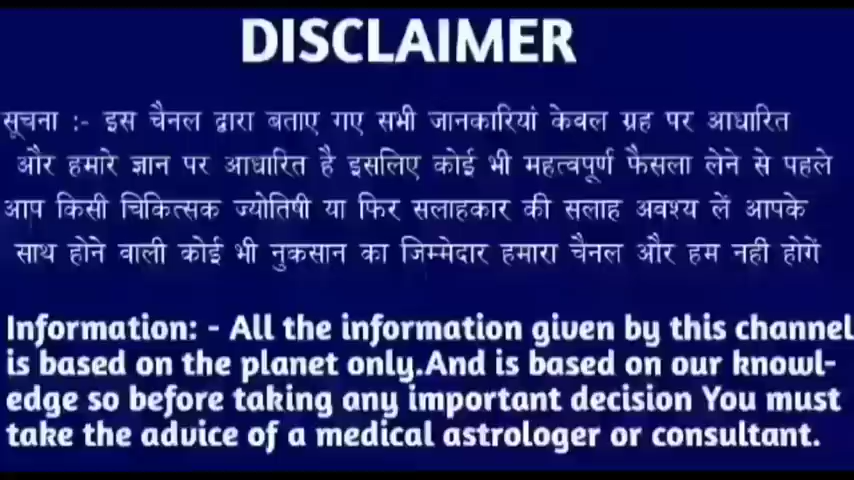 DISCLAIMER
सूचना :- इस चैनल द्वारा बताए गए सभी जानकारियां केवल ग्रह पर आधारित
और हमारे ज्ञान पर आधारित है इसलिए कोई भी महत्वपूर्ण फैसला लेने से पहले
आप किसी चिकित्सक ज्योतिषी या फिर सलाहकार की सलाह अवश्य लें आपके
साथ होने वाली कोई भी नुकसान का जिम्मेदार हमारा चैनल और हम नही होगें
Information: - All the information given by this channel
is based on the planet only.And is based on our knowl-
edge so before taking any important decision You must
take the advice of a medical astrologer or consultant.